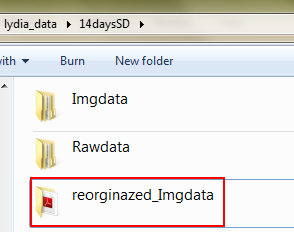 lydia_data ▸ 14daysSD ▸
with ▾ Burn New folder
Imgdata
Rawdata
reorginazed_Imgdata